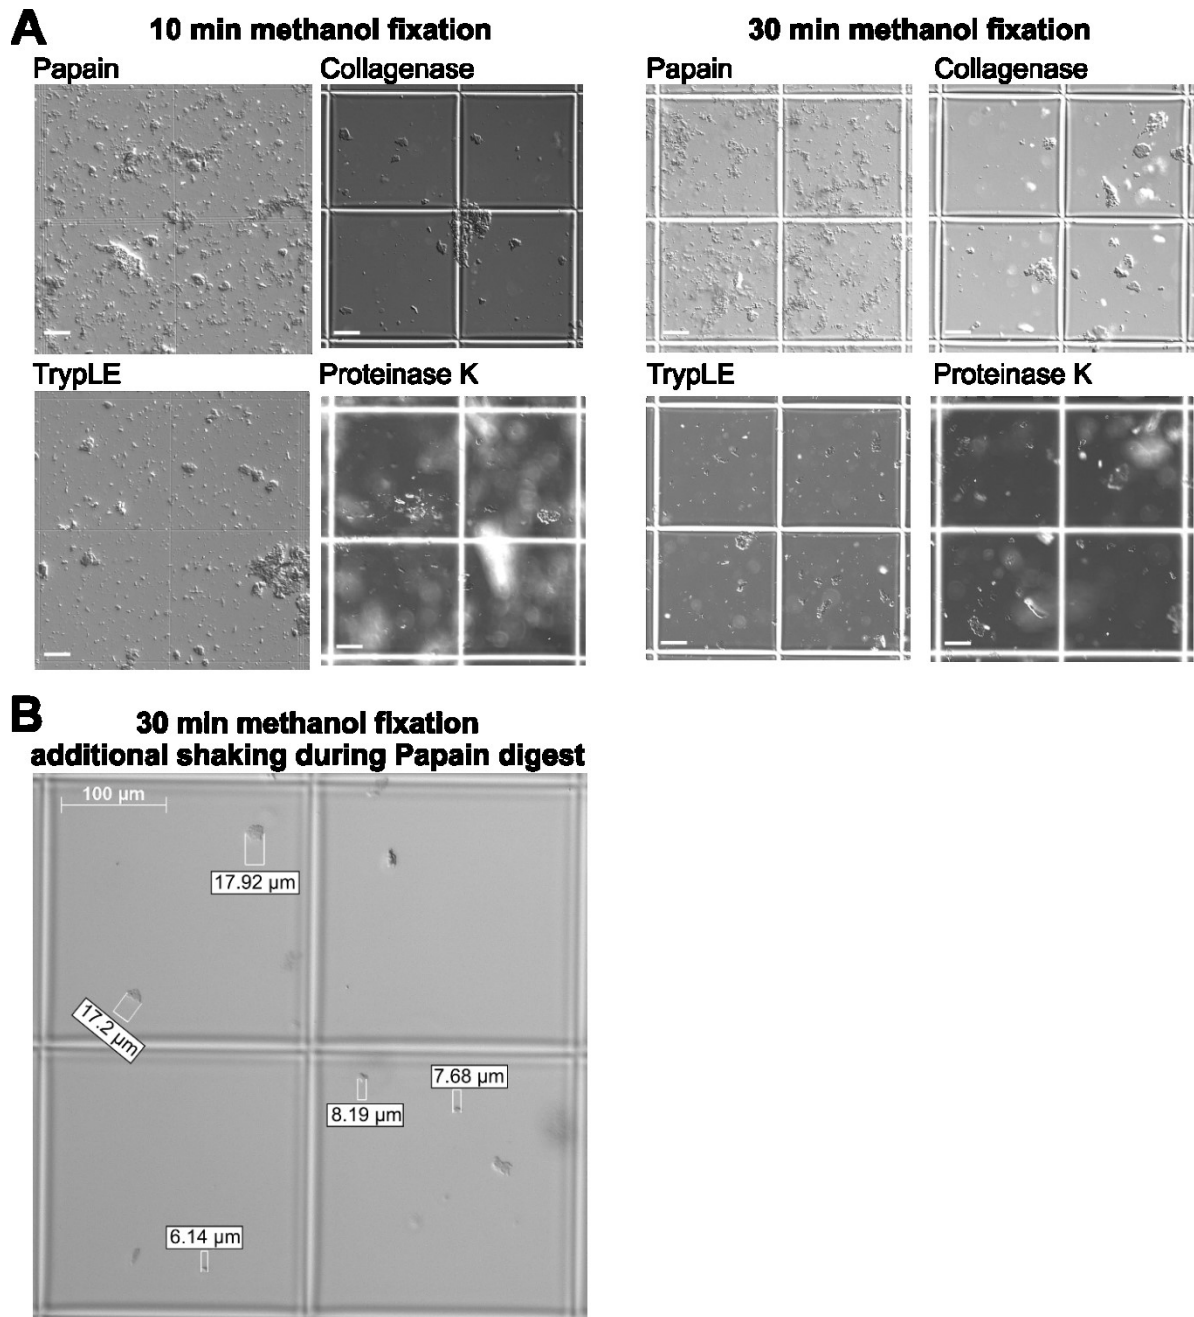 A
10 min methanol fixation
30 min methanol fixation
Papain
Collagenase
Papain
Collagenase
TrypLE
Proteinase K
TrypLE
Proteinase K
B
30 min methanol fixation
additional shaking during Papain digest
100 µm
17.92 µm
17.2 µm
7.68 µm
8.19 µm
6.14 µm